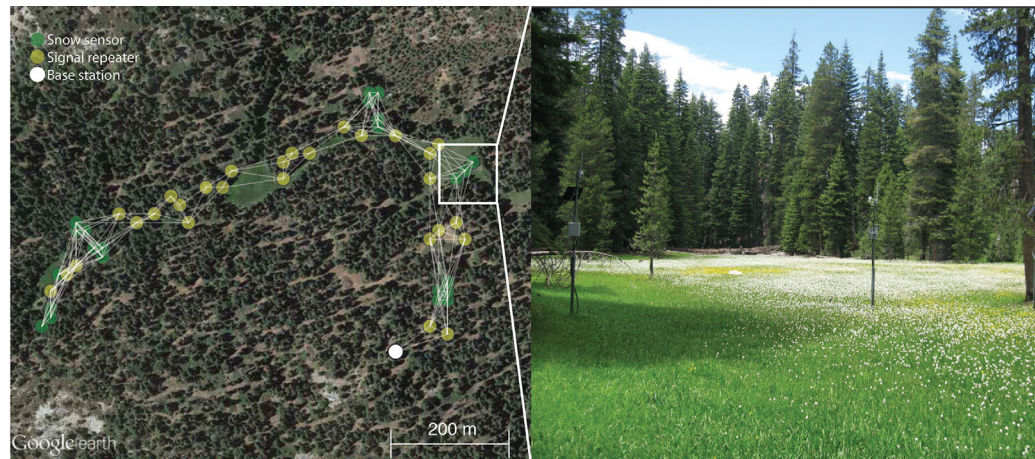 Snow sensor
Signal repeater
Base station
200 m
Google earth